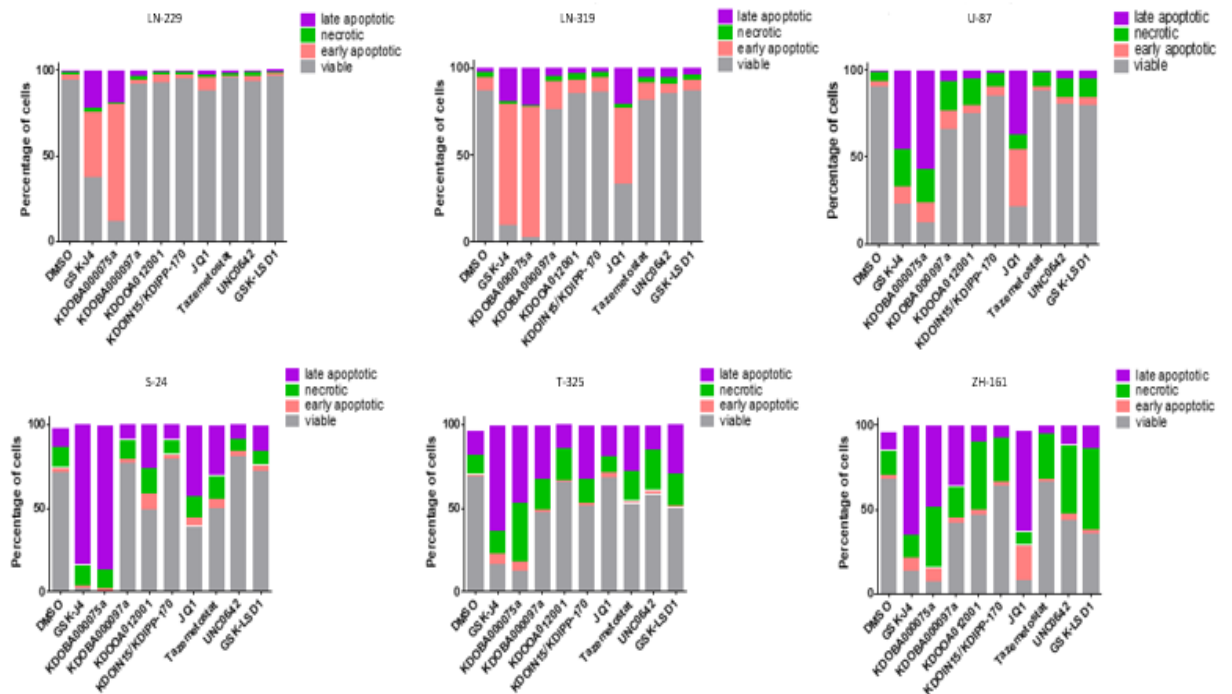 LN-229
late apoptotic
necrotic
early apoptotic
viable
Percentage of cells
100
50
0
DMSO
GSK-J4
KDOBA000075a
KDOBA000097a
KDOOA012001
KDOIN15/KDIPP-170
JQ1
Tazemetostat
UNC0642
GSK-LSD1
LN-319
late apoptotic
necrotic
early apoptotic
viable
Percentage of cells
100
50
0
DMSO
GSK-J4
KDOBA000075a
KDOBA000097a
KDOOA012001
KDOIN15/KDIPP-170
JQ1
Tazemetostat
UNC0642
GSK-LSD1
U-87
late apoptotic
necrotic
early apoptotic
viable
Percentage of cells
100
50
0
DMSO
GSK-J4
KDOBA000075a
KDOBA000097a
KDOOA012001
KDOIN15/KDIPP-170
JQ1
Tazemetostat
UNC0642
GSK-LSD1
S-24
late apoptotic
necrotic
early apoptotic
viable
Percentage of cells
100
50
0
DMSO
GSK-J4
KDOBA000075a
KDOBA000097a
KDOOA012001
KDOIN15/KDIPP-170
JQ1
Tazemetostat
UNC0642
GSK-LSD1
T-325
late apoptotic
necrotic
early apoptotic
viable
Percentage of cells
100
50
0
DMSO
GSK-J4
KDOBA000075a
KDOBA000097a
KDOOA012001
KDOIN15/KDIPP-170
JQ1
Tazemetostat
UNC0642
GSK-LSD1
ZH-161
late apoptotic
necrotic
early apoptotic
viable
Percentage of cells
100
50
0
DMSO
GSK-J4
KDOBA000075a
KDOBA000097a
KDOOA012001
KDOIN15/KDIPP-170
JQ1
Tazemetostat
UNC0642
GSK-LSD1